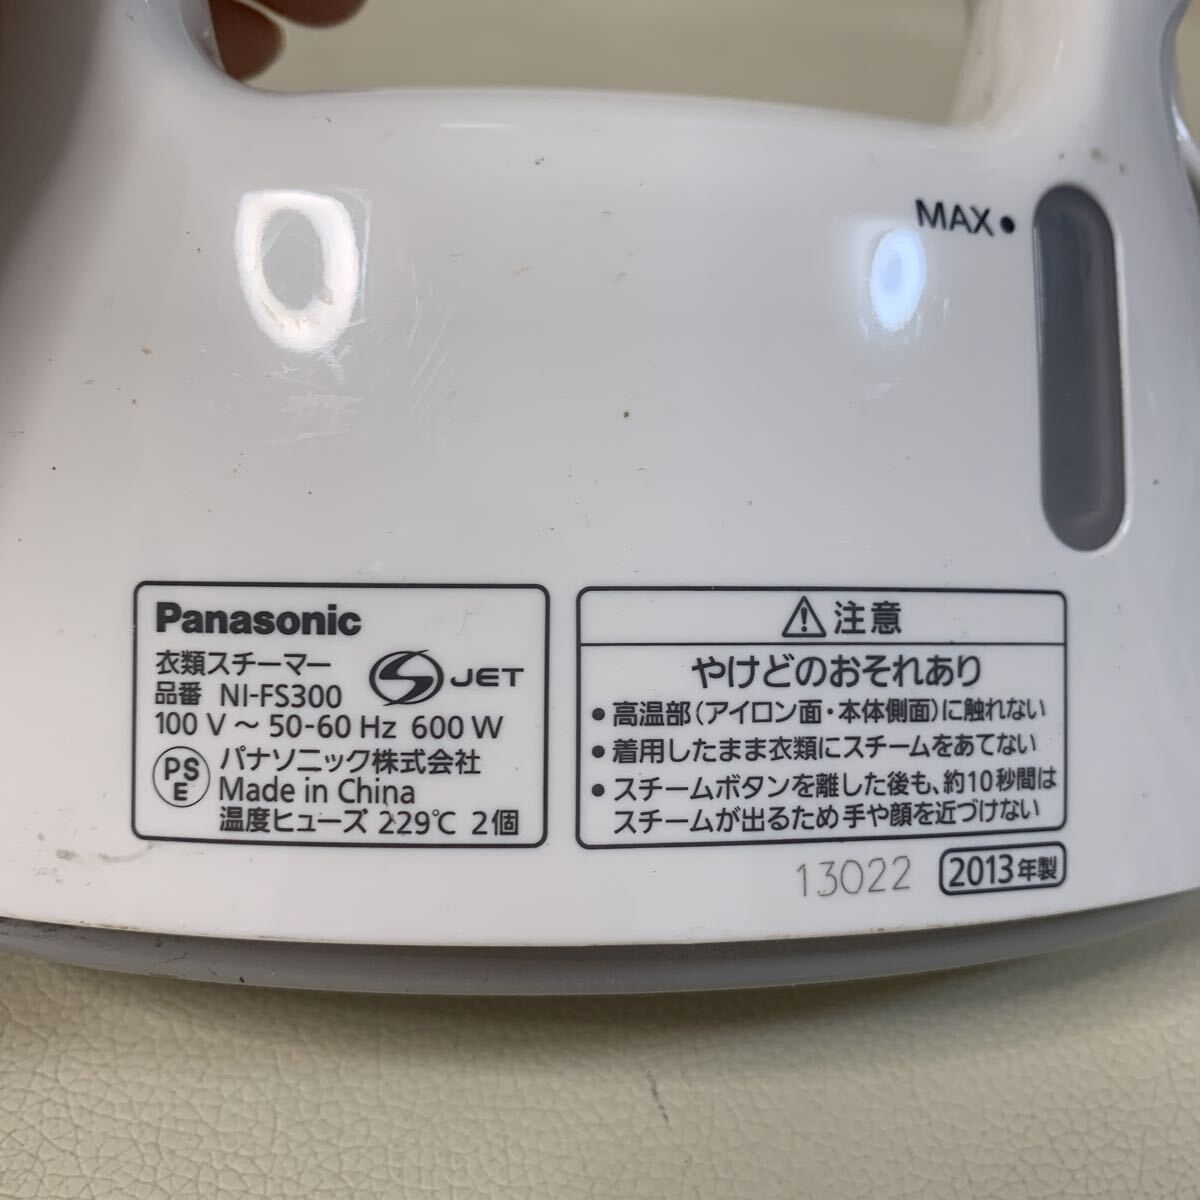 MAX●
Panasonic
衣類スチーマー
品番 NI-FS300
S JET
100 V ～ 50-60 Hz 600 W
PS
E
パナソニック株式会社
Made in China
温度ヒューズ 229℃ 2個
⚠注意
やけどのおそれあり
●高温部(アイロン面・本体側面)に触れない
●着用したまま衣類にスチームをあてない
●スチームボタンを離した後も、約10秒間は
スチームが出るため手や顔を近づけない
13022 2013年製